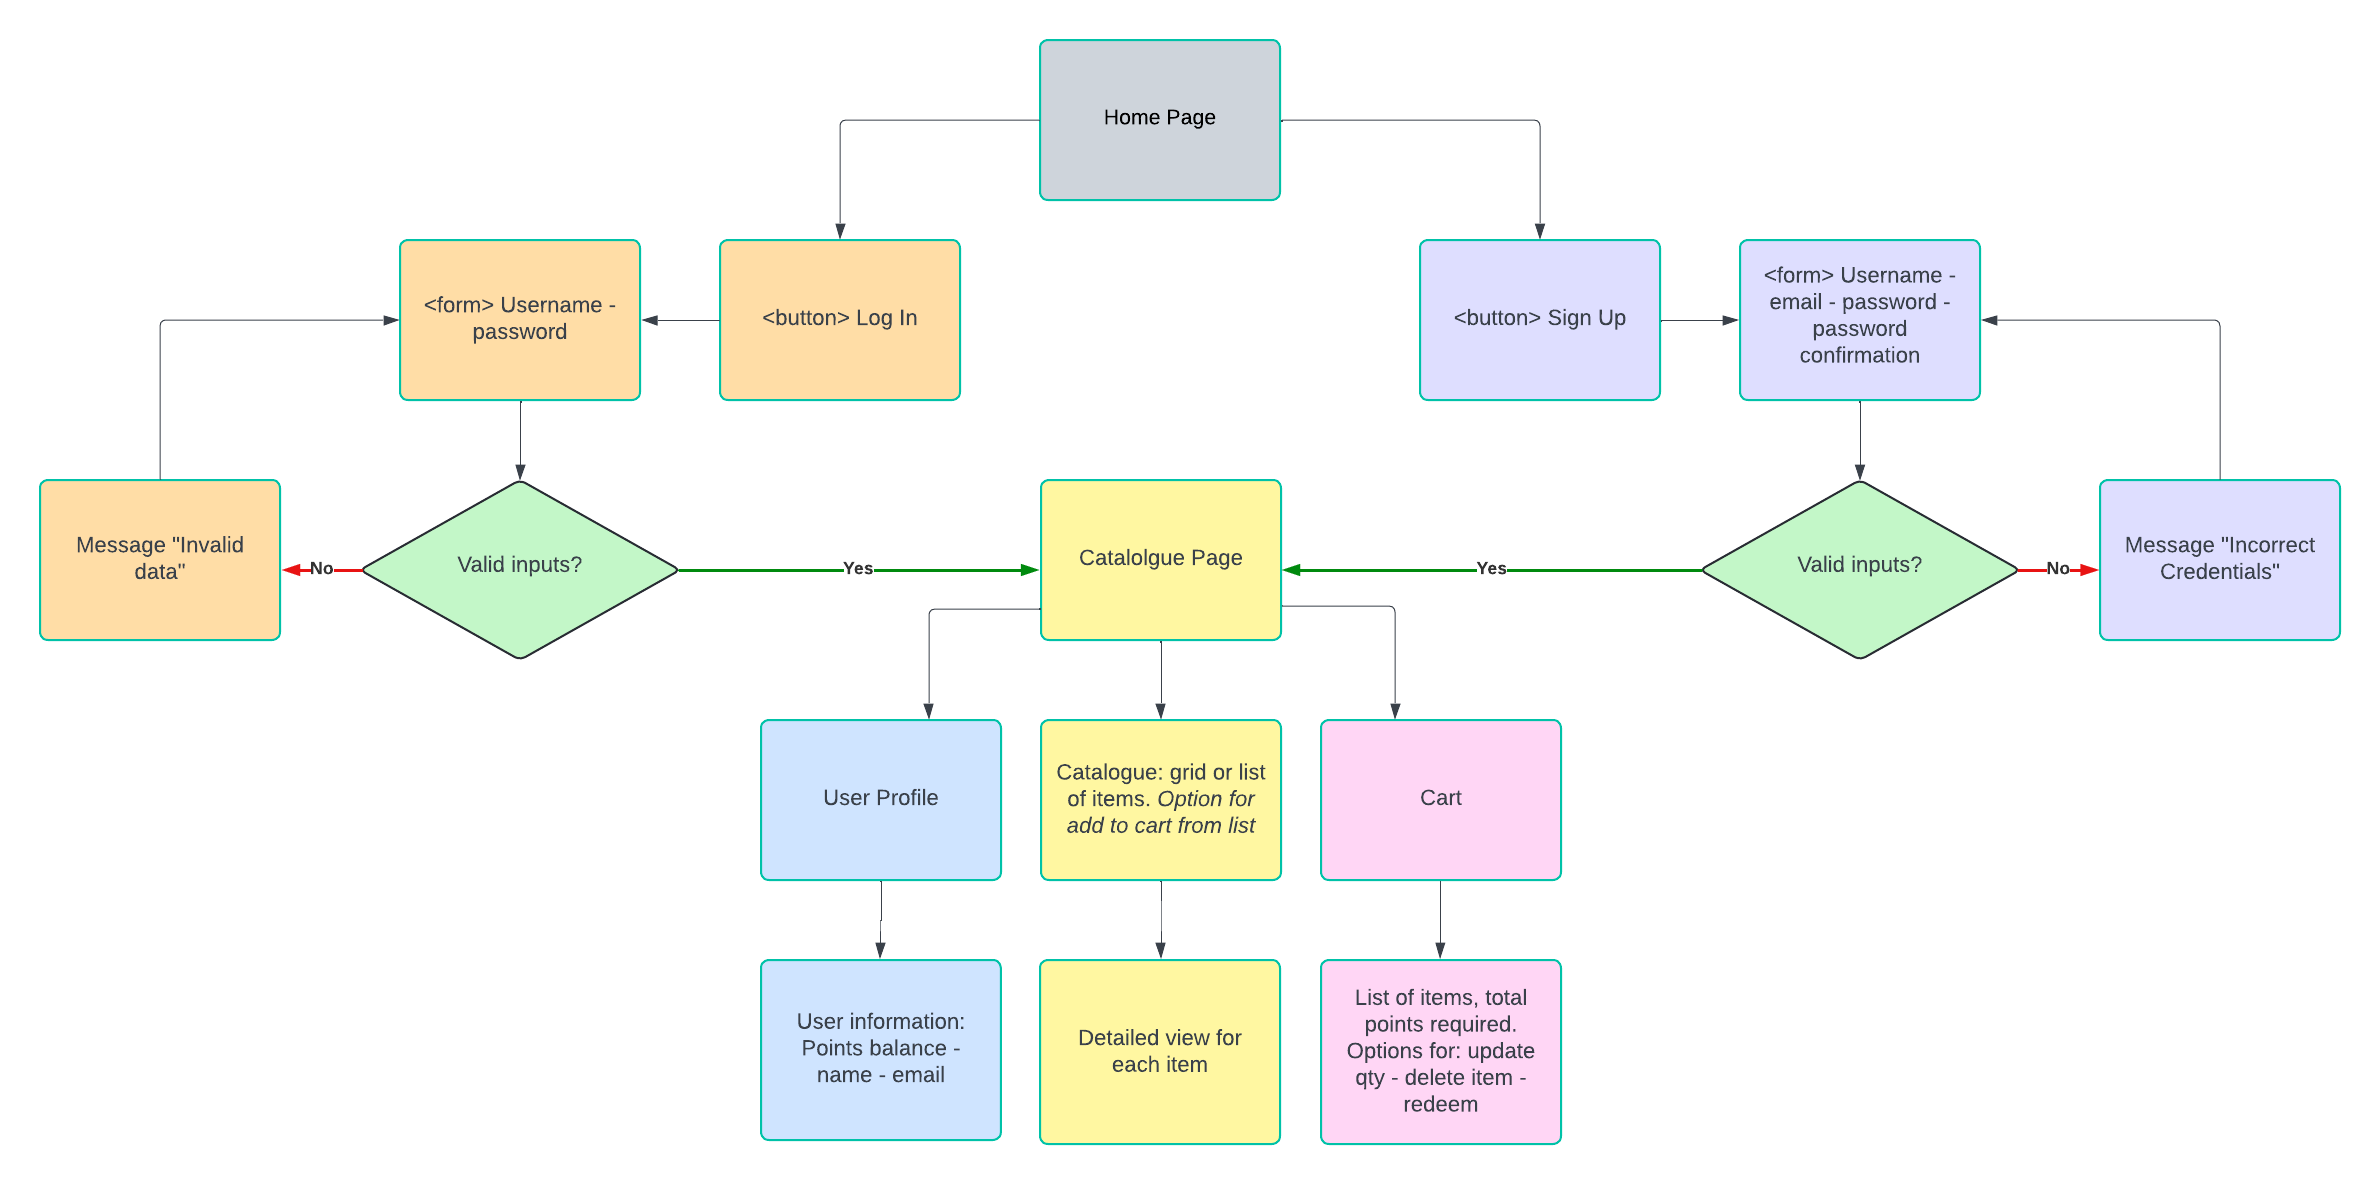 Home Page
<form> Username -
password
<button> Log In
<button> Sign Up
<form> Username -
email - password -
password
confirmation
Message "Invalid
data"
No
Valid inputs?
Yes
Catalolgue Page
Yes
Valid inputs?
No
Message "Incorrect
Credentials"
User Profile
Catalogue: grid or list
of items. Option for
add to cart from list
Cart
User information:
Points balance -
name - email
Detailed view for
each item
List of items, total
points required.
Options for: update
qty - delete item -
redeem